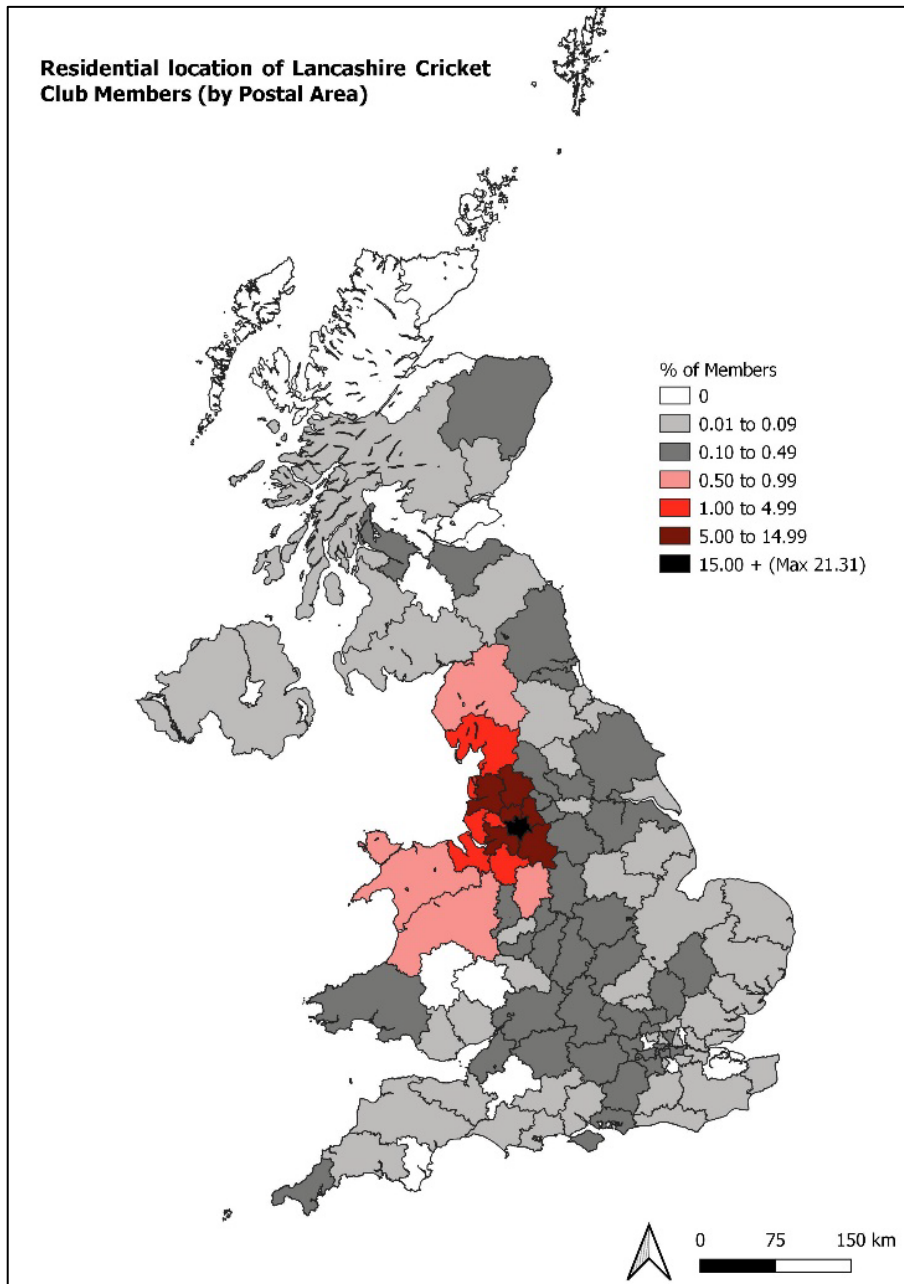 Residential location of Lancashire Cricket
Club Members (by Postal Area)
% of Members
0
0.01 to 0.09
0.10 to 0.49
0.50 to 0.99
1.00 to 4.99
5.00 to 14.99
15.00 + (Max 21.31)
0 75 150 km